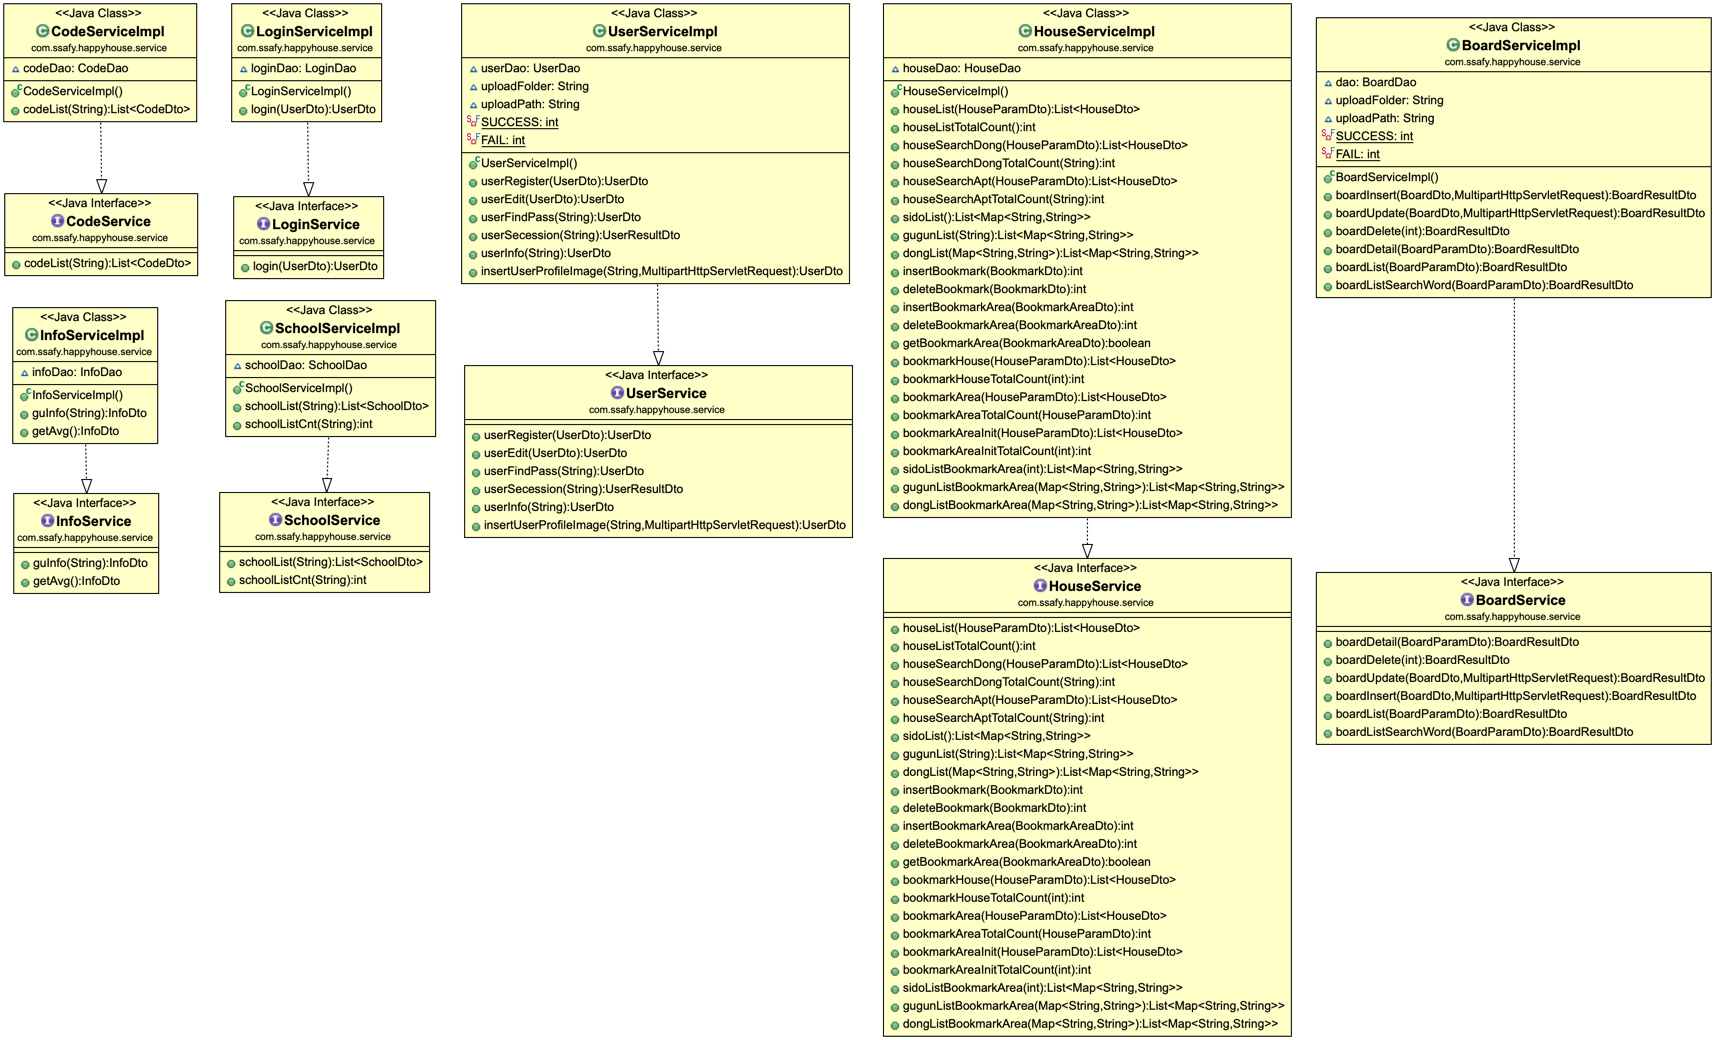 <<Java Class>>
CodeServiceImpl
com.ssafy.happyhouse.service
codeDao: CodeDao
CodeServiceImpl()
codeList(String):List<CodeDto>
<<Java Interface>>
CodeService
com.ssafy.happyhouse.service
codeList(String):List<CodeDto>
<<Java Class>>
LoginServiceImpl
com.ssafy.happyhouse.service
loginDao: LoginDao
LoginServiceImpl()
login(UserDto):UserDto
<<Java Interface>>
LoginService
com.ssafy.happyhouse.service
login(UserDto):UserDto
<<Java Class>>
InfoServiceImpl
com.ssafy.happyhouse.service
infoDao: InfoDao
InfoServiceImpl()
guInfo(String):InfoDto
getAvg():InfoDto
<<Java Interface>>
InfoService
com.ssafy.happyhouse.service
guInfo(String):InfoDto
getAvg():InfoDto
<<Java Class>>
SchoolServiceImpl
com.ssafy.happyhouse.service
schoolDao: SchoolDao
SchoolServiceImpl()
schoolList(String):List<SchoolDto>
schoolListCnt(String):int
<<Java Interface>>
SchoolService
com.ssafy.happyhouse.service
schoolList(String):List<SchoolDto>
schoolListCnt(String):int
<<Java Class>>
UserServiceImpl
com.ssafy.happyhouse.service
userDao: UserDao
uploadFolder: String
uploadPath: String
SUCCESS: int
FAIL: int
UserServiceImpl()
userRegister(UserDto):UserDto
userEdit(UserDto):UserDto
userFindPass(String):UserDto
userSecession(String):UserResultDto
userInfo(String):UserDto
insertUserProfileImage(String,MultipartHttpServletRequest):UserDto
<<Java Interface>>
UserService
com.ssafy.happyhouse.service
userRegister(UserDto):UserDto
userEdit(UserDto):UserDto
userFindPass(String):UserDto
userSecession(String):UserResultDto
userInfo(String):UserDto
insertUserProfileImage(String,MultipartHttpServletRequest):UserDto
<<Java Class>>
HouseServiceImpl
com.ssafy.happyhouse.service
houseDao: HouseDao
HouseServiceImpl()
houseList(HouseParamDto):List<HouseDto>
houseListTotalCount():int
houseSearchDong(HouseParamDto):List<HouseDto>
houseSearchDongTotalCount(String):int
houseSearchApt(HouseParamDto):List<HouseDto>
houseSearchAptTotalCount(String):int
sidoList():List<Map<String,String>>
gugunList(String):List<Map<String,String>>
dongList(Map<String,String>):List<Map<String,String>>
insertBookmark(BookmarkDto):int
deleteBookmark(BookmarkDto):int
insertBookmarkArea(BookmarkAreaDto):int
deleteBookmarkArea(BookmarkAreaDto):int
getBookmarkArea(BookmarkAreaDto):boolean
bookmarkHouse(HouseParamDto):List<HouseDto>
bookmarkHouseTotalCount(int):int
bookmarkArea(HouseParamDto):List<HouseDto>
bookmarkAreaTotalCount(HouseParamDto):int
bookmarkAreaInit(HouseParamDto):List<HouseDto>
bookmarkAreaInitTotalCount(int):int
sidoListBookmarkArea(int):List<Map<String,String>>
gugunListBookmarkArea(Map<String,String>):List<Map<String,String>>
dongListBookmarkArea(Map<String,String>):List<Map<String,String>>
<<Java Interface>>
HouseService
com.ssafy.happyhouse.service
houseList(HouseParamDto):List<HouseDto>
houseListTotalCount():int
houseSearchDong(HouseParamDto):List<HouseDto>
houseSearchDongTotalCount(String):int
houseSearchApt(HouseParamDto):List<HouseDto>
houseSearchAptTotalCount(String):int
sidoList():List<Map<String,String>>
gugunList(String):List<Map<String,String>>
dongList(Map<String,String>):List<Map<String,String>>
insertBookmark(BookmarkDto):int
deleteBookmark(BookmarkDto):int
insertBookmarkArea(BookmarkAreaDto):int
deleteBookmarkArea(BookmarkAreaDto):int
getBookmarkArea(BookmarkAreaDto):boolean
bookmarkHouse(HouseParamDto):List<HouseDto>
bookmarkHouseTotalCount(int):int
bookmarkArea(HouseParamDto):List<HouseDto>
bookmarkAreaTotalCount(HouseParamDto):int
bookmarkAreaInit(HouseParamDto):List<HouseDto>
bookmarkAreaInitTotalCount(int):int
sidoListBookmarkArea(int):List<Map<String,String>>
gugunListBookmarkArea(Map<String,String>):List<Map<String,String>>
dongListBookmarkArea(Map<String,String>):List<Map<String,String>>
<<Java Class>>
BoardServiceImpl
com.ssafy.happyhouse.service
dao: BoardDao
uploadFolder: String
uploadPath: String
SUCCESS: int
FAIL: int
BoardServiceImpl()
boardInsert(BoardDto,MultipartHttpServletRequest):BoardResultDto
boardUpdate(BoardDto,MultipartHttpServletRequest):BoardResultDto
boardDelete(int):BoardResultDto
boardDetail(BoardParamDto):BoardResultDto
boardList(BoardParamDto):BoardResultDto
boardListSearchWord(BoardParamDto):BoardResultDto
<<Java Interface>>
BoardService
com.ssafy.happyhouse.service
boardDetail(BoardParamDto):BoardResultDto
boardDelete(int):BoardResultDto
boardUpdate(BoardDto,MultipartHttpServletRequest):BoardResultDto
boardInsert(BoardDto,MultipartHttpServletRequest):BoardResultDto
boardList(BoardParamDto):BoardResultDto
boardListSearchWord(BoardParamDto):BoardResultDto